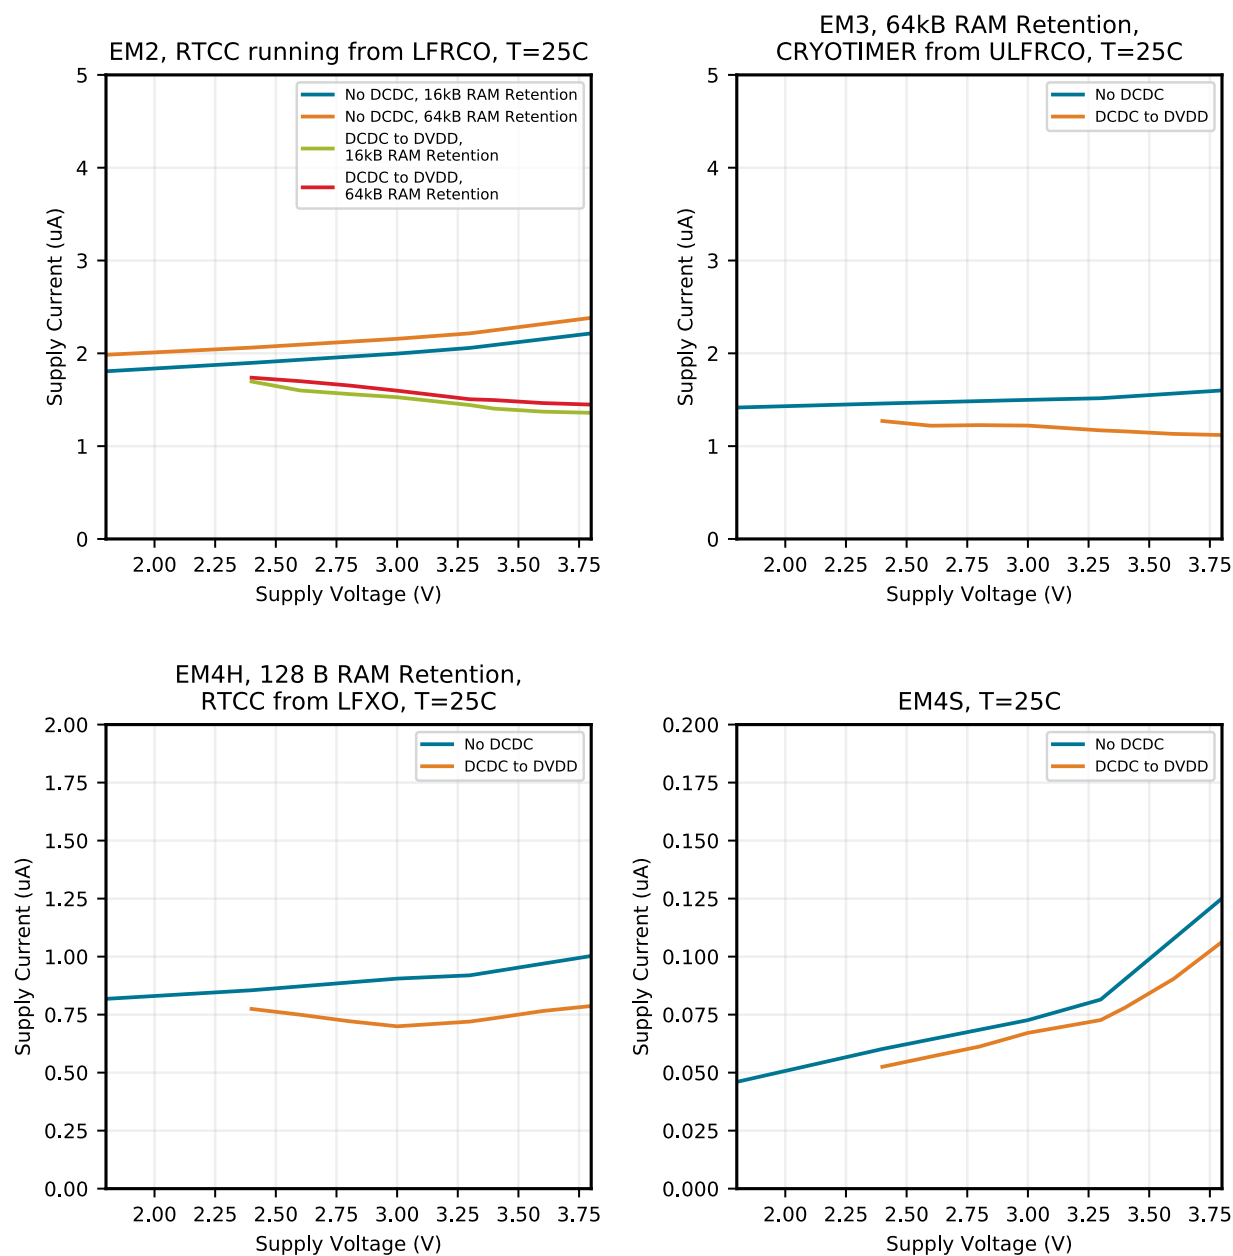 EM2, RTCC running from LFRCO, T=25C
5
4
3
2
1
0
Supply Current (uA)
No DCDC, 16kB RAM Retention
No DCDC, 64kB RAM Retention
DCDC to DVDD,
16kB RAM Retention
DCDC to DVDD,
64kB RAM Retention
2.00 2.25 2.50 2.75 3.00 3.25 3.50 3.75
Supply Voltage (V)
EM3, 64kB RAM Retention,
CRYOTIMER from ULFRCO, T=25C
5
4
3
2
1
0
Supply Current (uA)
No DCDC
DCDC to DVDD
2.00 2.25 2.50 2.75 3.00 3.25 3.50 3.75
Supply Voltage (V)
EM4H, 128 B RAM Retention,
RTCC from LFXO, T=25C
2.00
1.75
1.50
1.25
1.00
0.75
0.50
0.25
0.00
Supply Current (uA)
No DCDC
DCDC to DVDD
2.00 2.25 2.50 2.75 3.00 3.25 3.50 3.75
Supply Voltage (V)
EM4S, T=25C
0.200
0.175
0.150
0.125
0.100
0.075
0.050
0.025
0.000
Supply Current (uA)
No DCDC
DCDC to DVDD
2.00 2.25 2.50 2.75 3.00 3.25 3.50 3.75
Supply Voltage (V)